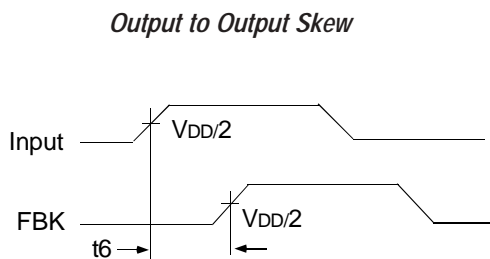 Output to Output Skew
Input
VDD/2
FBK
VDD/2
t6